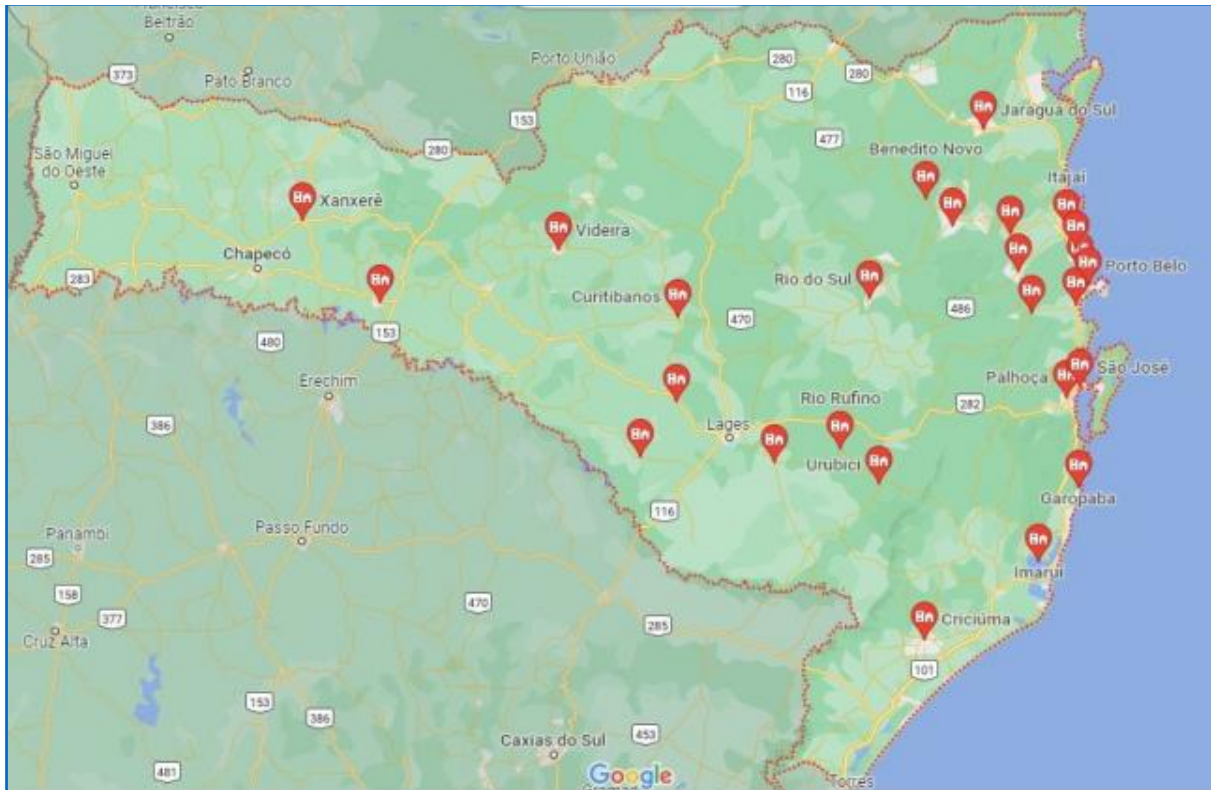 Beltrão
Porto União
373
Pato Branco
280
280
116
153
477
Jaragua do Sul
Benedito Novo
280
São Miguel
do Oeste
Itajaí
Xanxerê
Videira
Chapecó
283
Curitibanos
Rio do Sul
Porto Belo
486
470
153
480
Erechim
Palhoça
São José
Rio Rufino
282
386
Lages
Urubici
Garopaba
116
Panambi
Passo Fundo
285
Imaruí
158
377
470
285
Cruz Alta
Criciúma
101
153
386
Caxias do Sul
453
481
Google
Torres